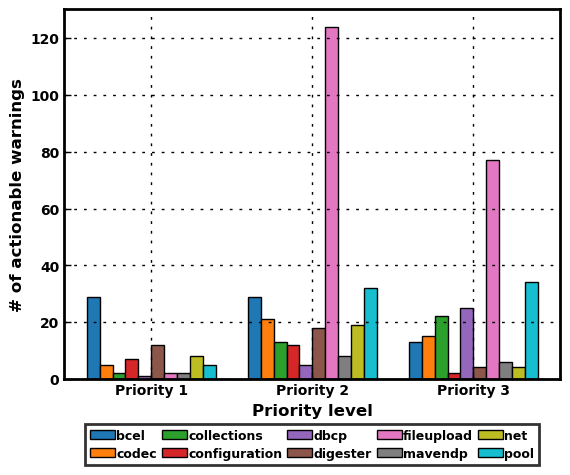 # of actionable warnings
120
100
80
60
40
20
0
Priority 1 Priority 2 Priority 3
Priority level
bcel collections dbcp fileupload net
codec configuration digester mavendp pool